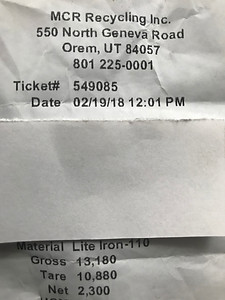 MCR Recycling Inc.
550 North Geneva Road
Orem, UT 84057
801 225-0001
Ticket# 549085
Date 02/19/18 12:01 PM
Material Lite Iron-110
Gross 13,180
Tare 10,880
Net 2,300